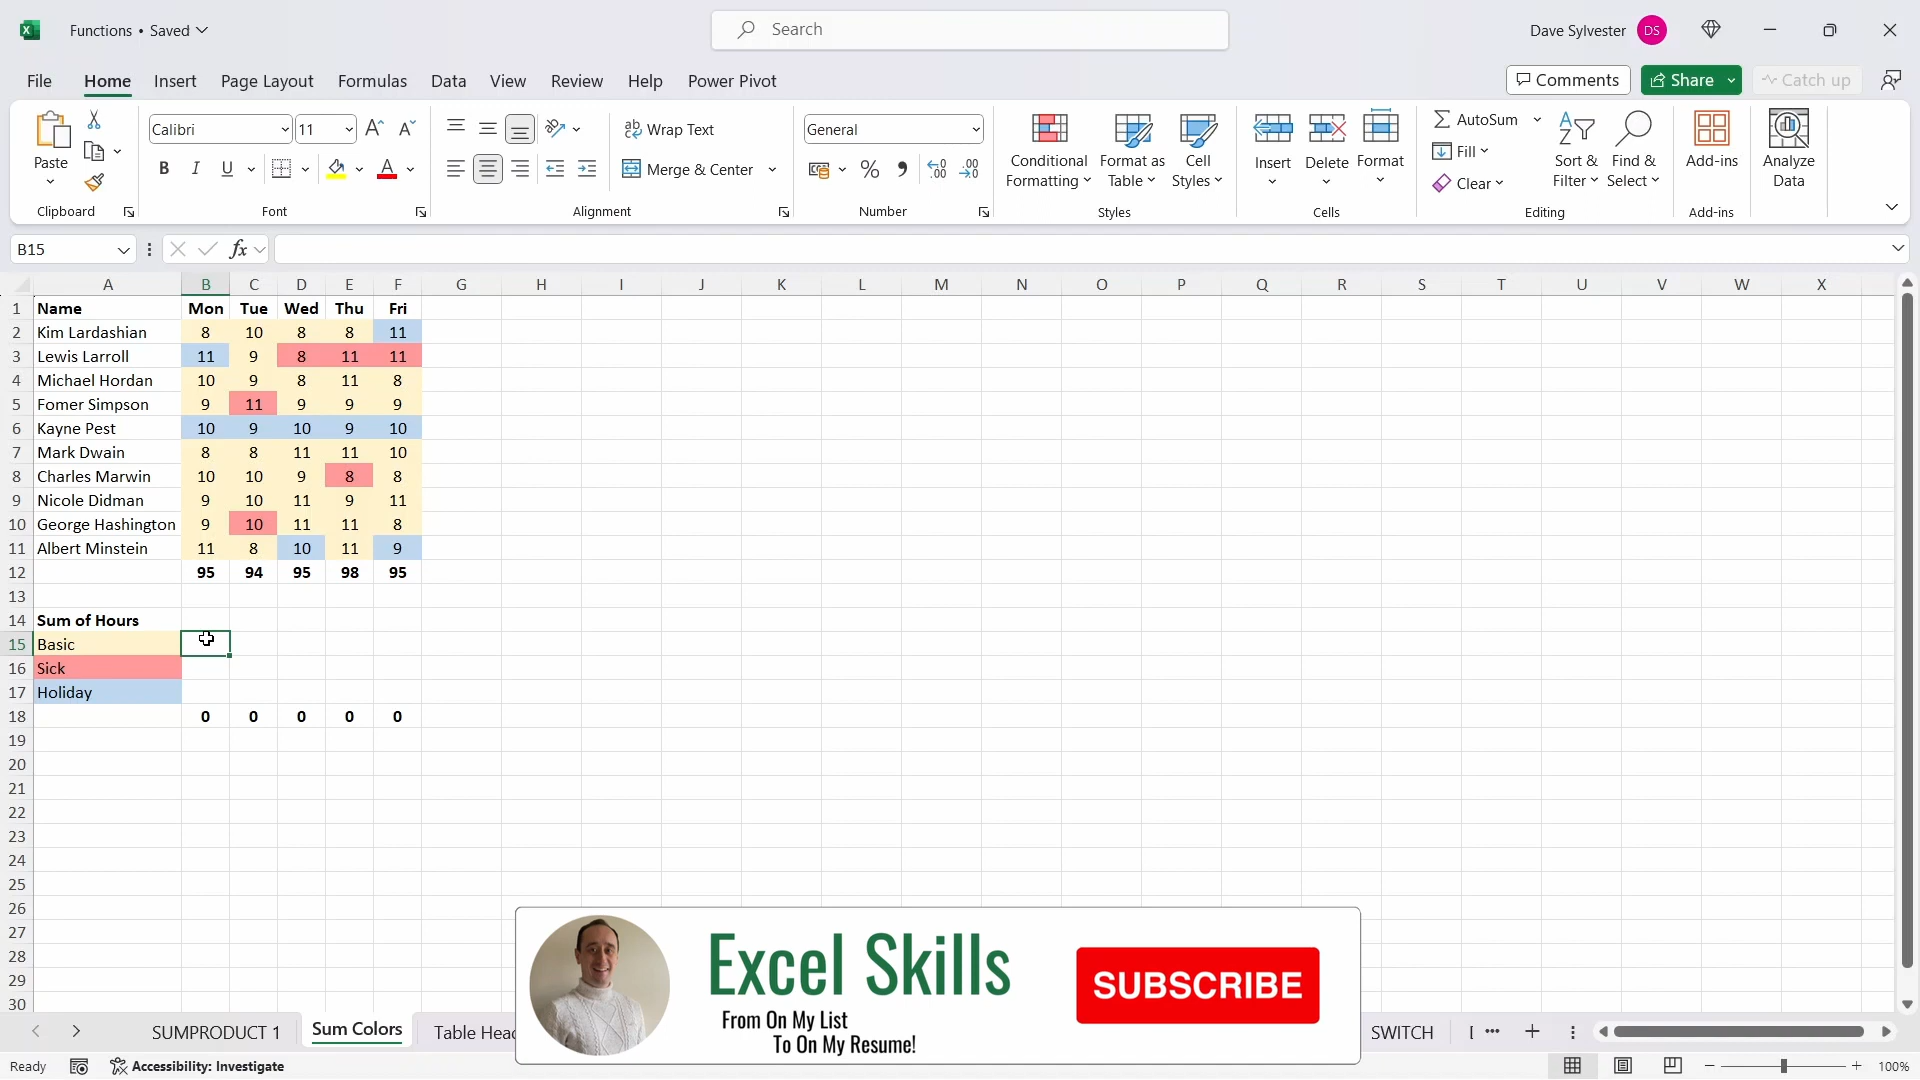 Functions • Saved
Search
Dave Sylvester DS
File Home Insert Page Layout Formulas Data View Review Help Power Pivot
Comments Share Catch up
Paste
Clipboard
Calibri 11
B I U A
Font
Wrap Text
Merge & Center
Alignment
General
% 9
Number
Conditional Formatting
Format as Table
Cell Styles
Styles
Insert Delete Format
Cells
AutoSum
Fill
Clear
Sort & Filter
Find & Select
Editing
Add-ins
Add-ins
Analyze Data
B15 fx
A B C D E F G H I J K L M N O P Q R S T U V W X
1 Name Mon Tue Wed Thu Fri
2 Kim Lardashian 8 10 8 8 11
3 Lewis Larroll 11 9 8 11 11
4 Michael Hordan 10 9 8 11 8
5 Fomer Simpson 9 11 9 9 9
6 Kayne Pest 10 9 10 9 10
7 Mark Dwain 8 8 11 11 10
8 Charles Marwin 10 10 9 8 8
9 Nicole Didman 9 10 11 9 11
10 George Hashington 9 10 11 11 8
11 Albert Minstein 11 8 10 11 9
12 95 94 95 98 95
13
14 Sum of Hours
15 Basic
16 Sick
17 Holiday
18 0 0 0 0 0
19
20
21
22
23
24
25
26
27
28
29
30
Excel Skills
From On My List
To On My Resume!
SUBSCRIBE
SUMPRODUCT 1 Sum Colors Table Head SWITCH
Ready Accessibility: Investigate 100%